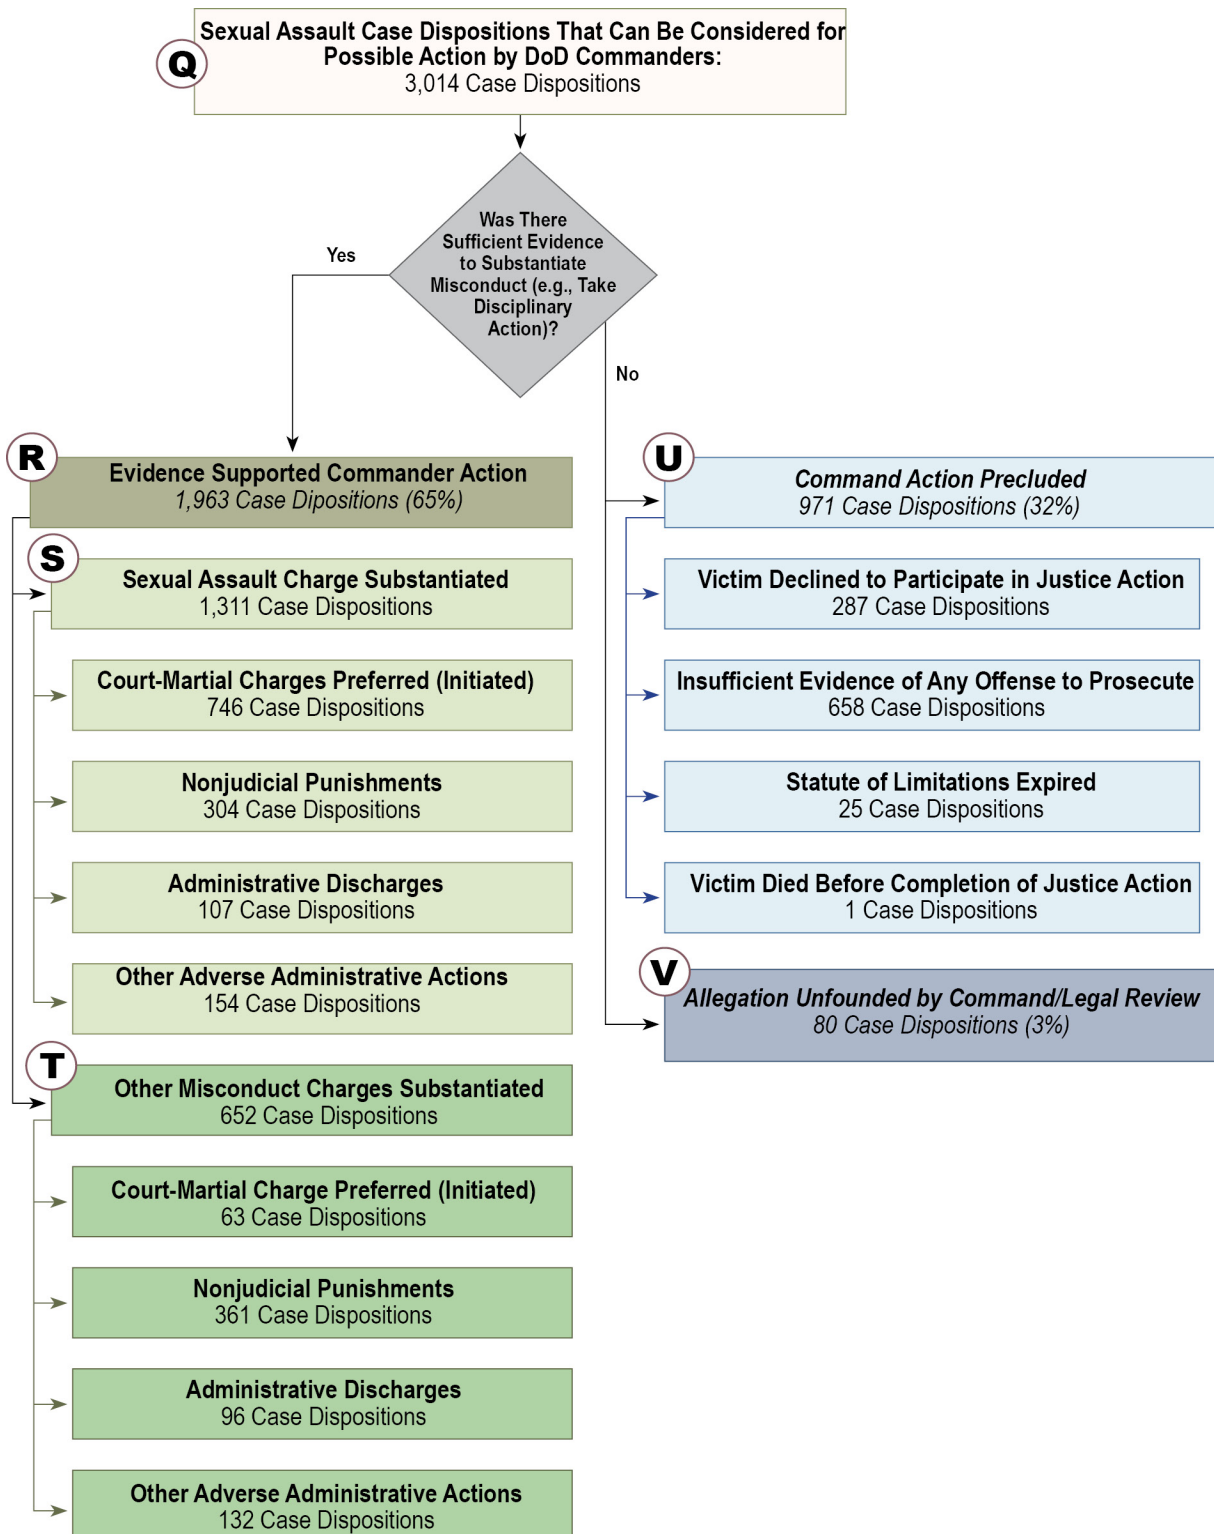 Q
Sexual Assault Case Dispositions That Can Be Considered for
Possible Action by DoD Commanders:
3,014 Case Dispositions
Was There
Sufficient Evidence
to Substantiate
Misconduct (e.g., Take
Disciplinary
Action)?
Yes
No
R
Evidence Supported Commander Action
1,963 Case Dipositions (65%)
S
Sexual Assault Charge Substantiated
1,311 Case Dispositions
Court-Martial Charges Preferred (Initiated)
746 Case Dispositions
Nonjudicial Punishments
304 Case Dispositions
Administrative Discharges
107 Case Dispositions
Other Adverse Administrative Actions
154 Case Dispositions
T
Other Misconduct Charges Substantiated
652 Case Dispositions
Court-Martial Charge Preferred (Initiated)
63 Case Dispositions
Nonjudicial Punishments
361 Case Dispositions
Administrative Discharges
96 Case Dispositions
Other Adverse Administrative Actions
132 Case Dispositions
U
Command Action Precluded
971 Case Dispositions (32%)
Victim Declined to Participate in Justice Action
287 Case Dispositions
Insufficient Evidence of Any Offense to Prosecute
658 Case Dispositions
Statute of Limitations Expired
25 Case Dispositions
Victim Died Before Completion of Justice Action
1 Case Dispositions
V
Allegation Unfounded by Command/Legal Review
80 Case Dispositions (3%)